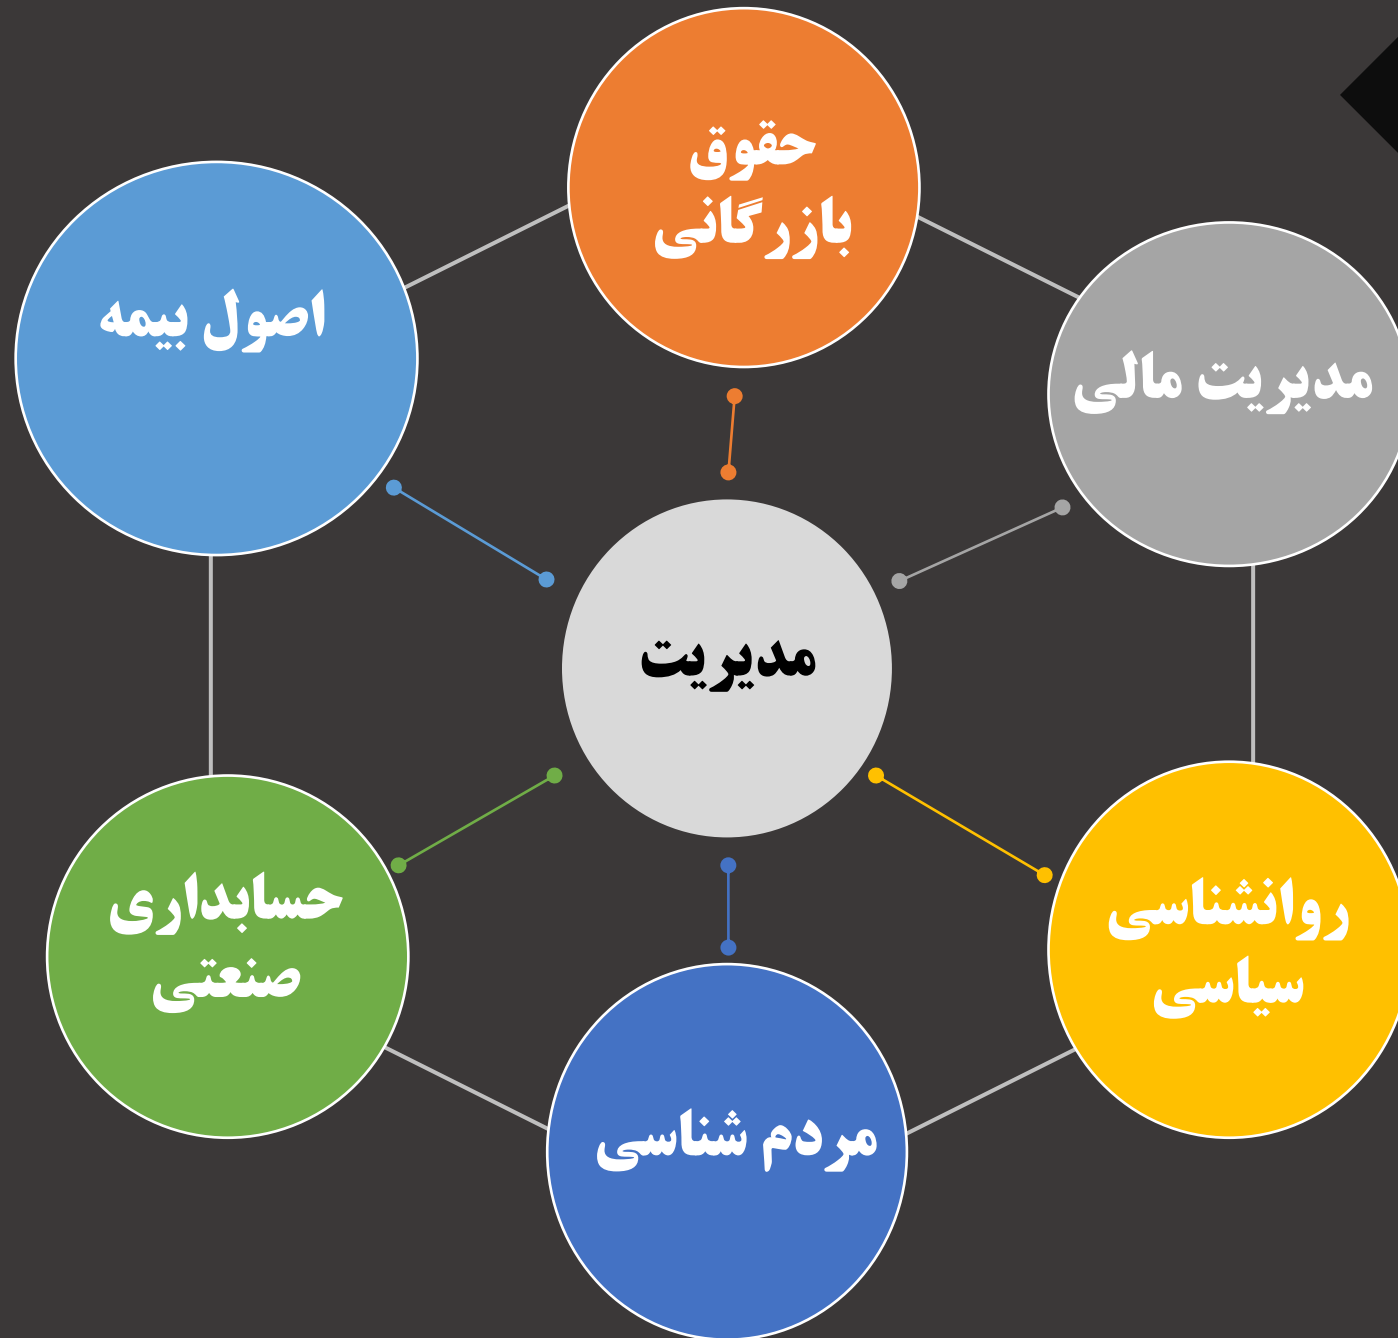 حقوق
بازرگانی
اصول بیمه
مدیریت مالی
مدیریت
حسابداری
صنعتی
روانشناسی
سیاسی
مردم شناسی